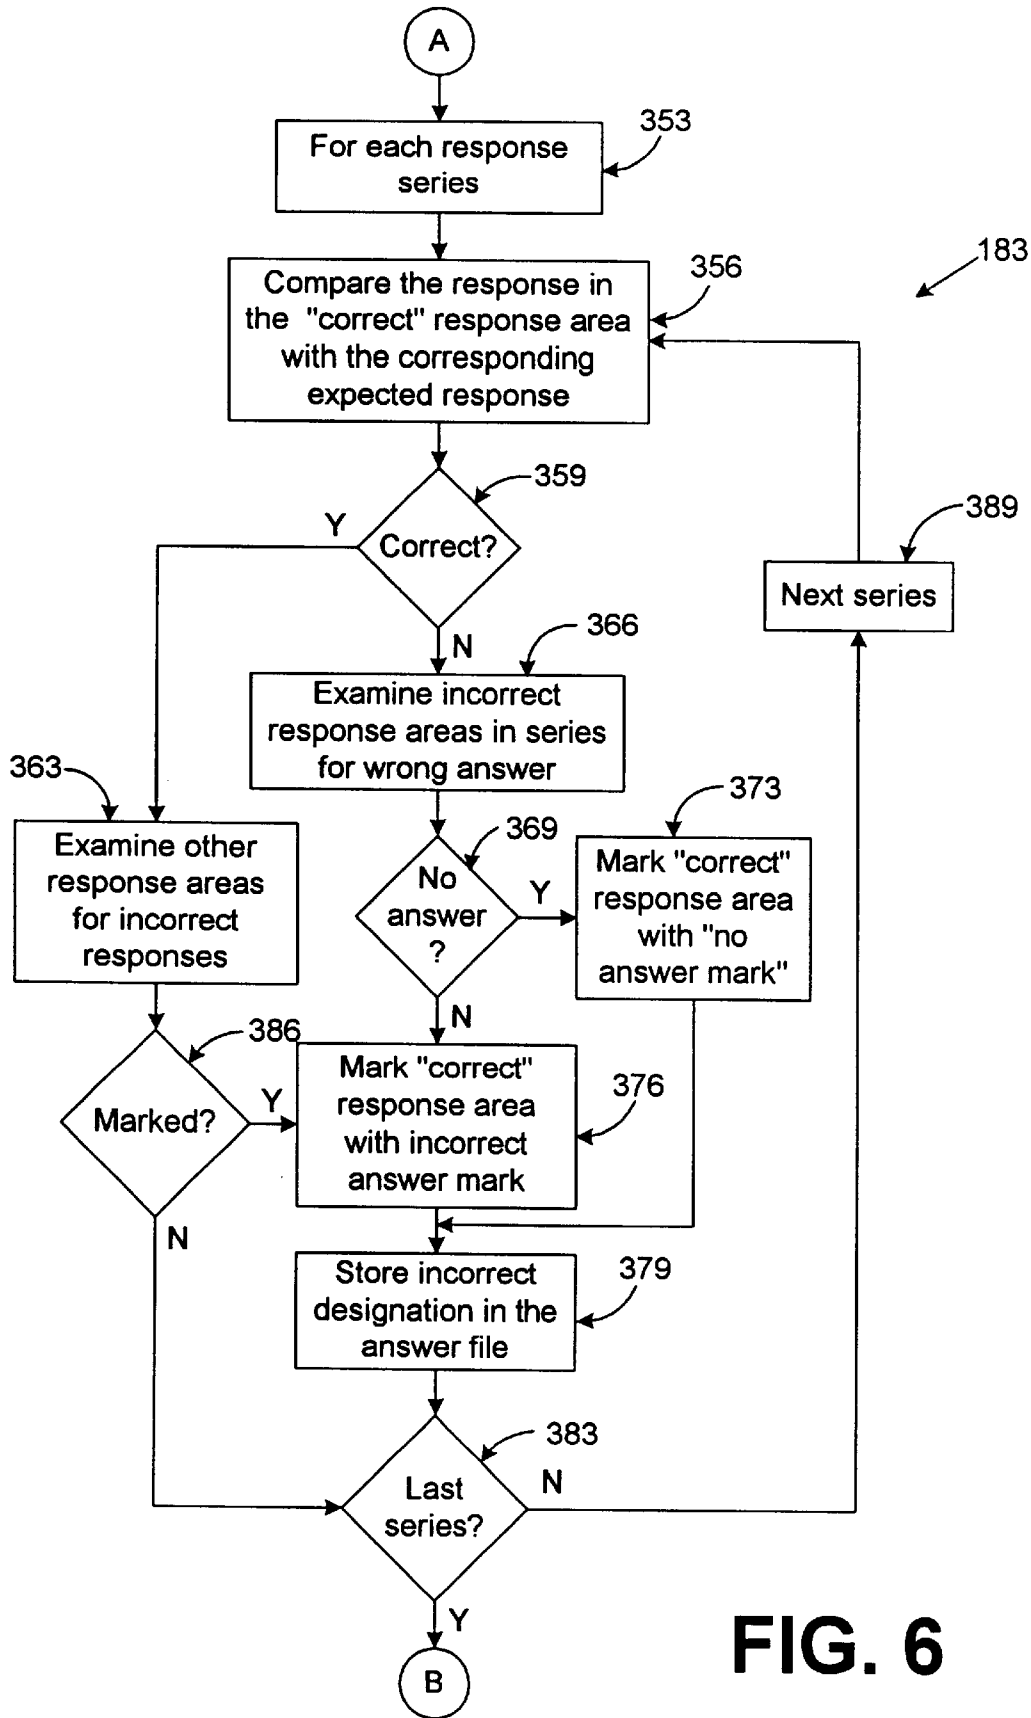 A
For each response
series
353
183
Compare the response in
the "correct" response area
with the corresponding
expected response
356
Correct?
359
Y
N
389
Next series
366
Examine incorrect
response areas in series
for wrong answer
363
Examine other
response areas
for incorrect
responses
369
No
answer
?
Y
N
373
Mark "correct"
response area
with "no
answer mark"
386
Marked?
Y
N
Mark "correct"
response area
with incorrect
answer mark
376
Store incorrect
designation in the
answer file
379
383
Last
series?
N
Y
B
FIG. 6